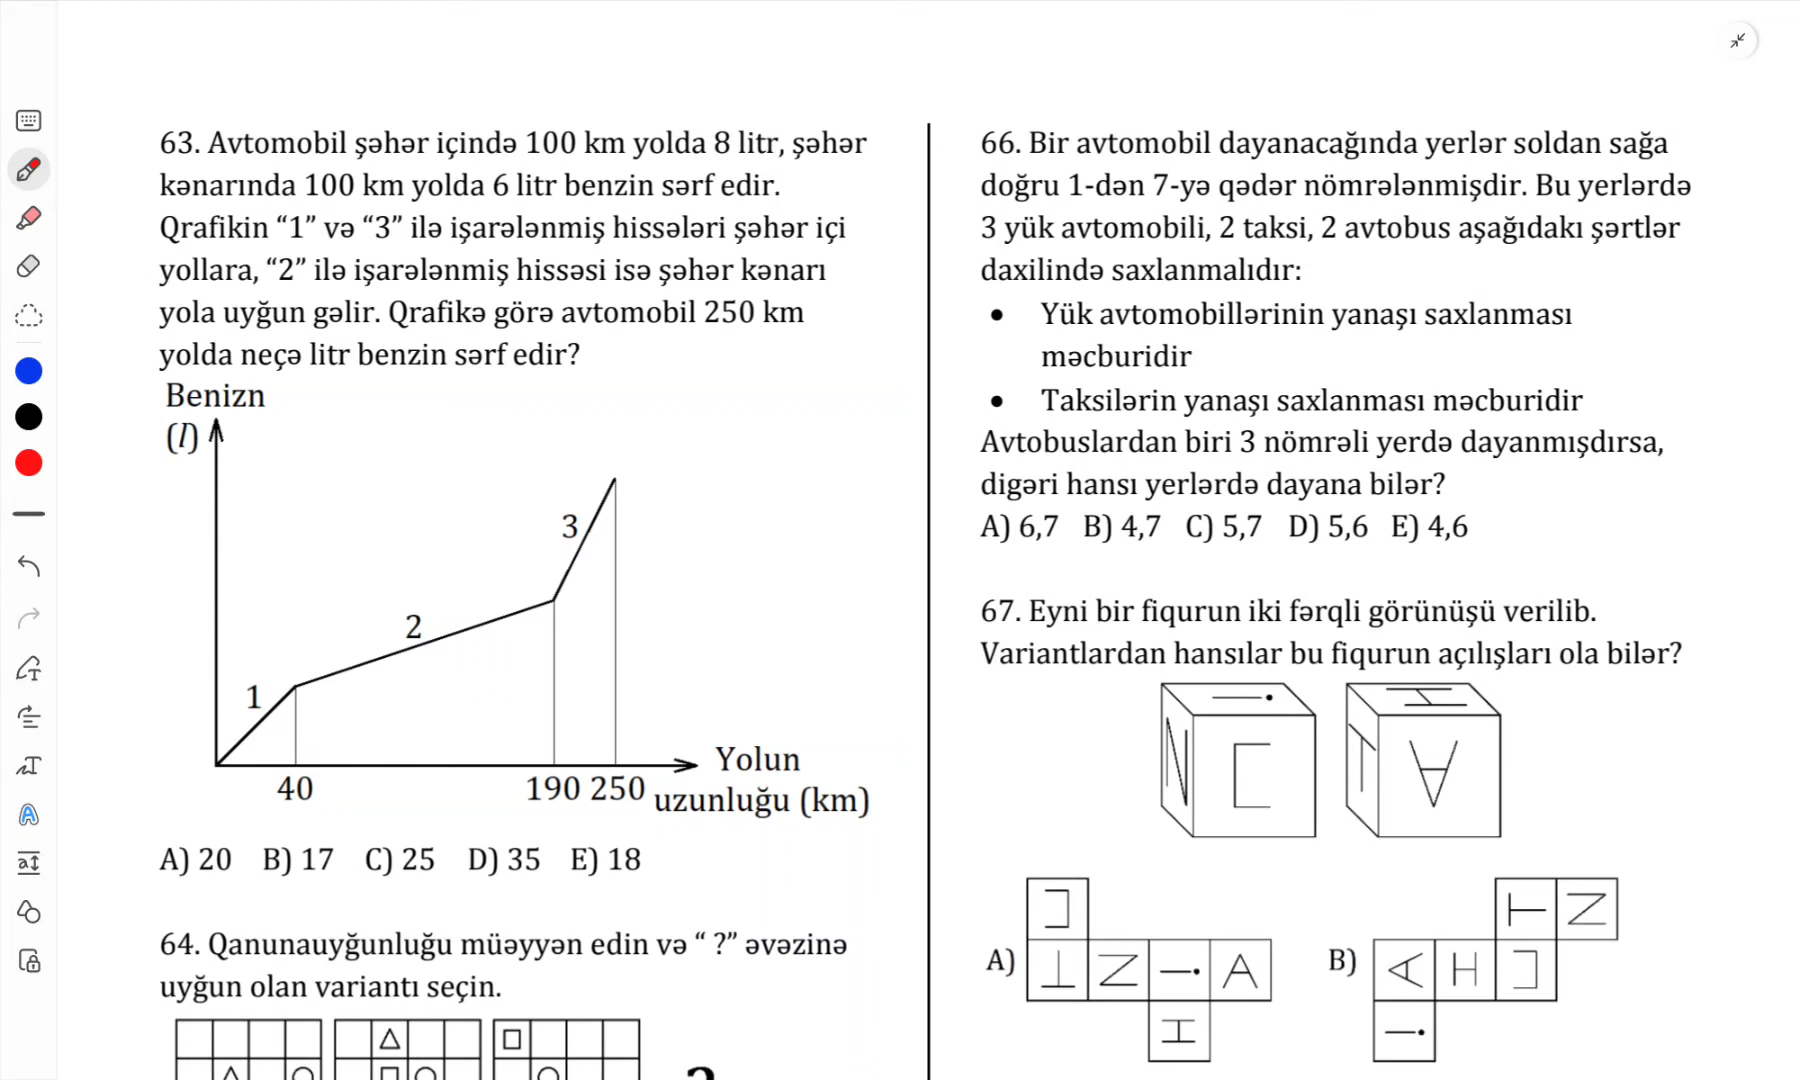 63. Avtomobil şəhər içində 100 km yolda 8 litr, şəhər
kənarında 100 km yolda 6 litr benzin sərf edir.
Qrafikin “1” və “3” ilə işarələnmiş hissələri şəhər içi
yollara, “2” ilə işarələnmiş hissəsi isə şəhər kənarı
yola uyğun gəlir. Qrafikə görə avtomobil 250 km
yolda neçə litr benzin sərf edir?
Benizn
(l)
3
2
1
Yolun
40
190 250
uzunluğu (km)
A) 20 B) 17 C) 25 D) 35 E) 18
64. Qanunauyğunluğu müəyyən edin və “ ?” əvəzinə
uyğun olan variantı seçin.
?
66. Bir avtomobil dayanacağında yerlər soldan sağa
doğru 1-dən 7-yə qədər nömrələnmişdir. Bu yerlərdə
3 yük avtomobili, 2 taksi, 2 avtobus aşağıdakı şərtlər
daxilində saxlanmalıdır:
• Yük avtomobillərinin yanaşı saxlanması
məcburidir
• Taksilərin yanaşı saxlanması məcburidir
Avtobuslardan biri 3 nömrəli yerdə dayanmışdırsa,
digəri hansı yerlərdə dayana bilər?
A) 6,7 B) 4,7 C) 5,7 D) 5,6 E) 4,6
67. Eyni bir fiqurun iki fərqli görünüşü verilib.
Variantlardan hansılar bu fiqurun açılışları ola bilər?
A)
B)